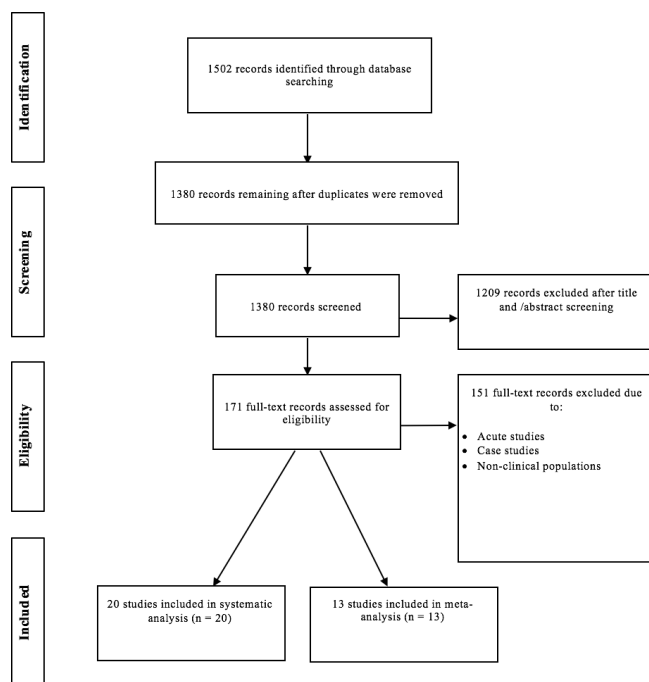 Identification
1502 records identified through database
searching
1380 records remaining after duplicates were removed
Screening
1380 records screened
1209 records excluded after title
and /abstract screening
Eligibility
171 full-text records assessed for
eligibility
151 full-text records excluded due
to:
• Acute studies
• Case studies
• Non-clinical populations
Included
20 studies included in systematic
analysis (n = 20)
13 studies included in meta-
analysis (n = 13)